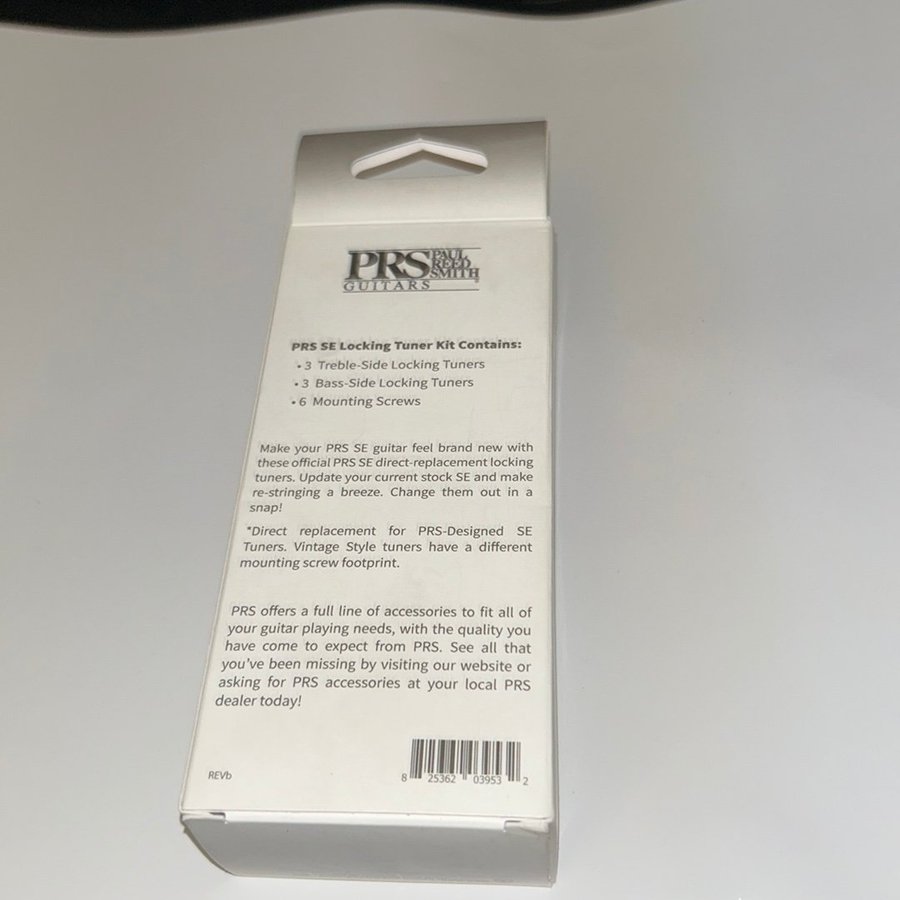 PRS PAUL
REED
SMITH
GUITARS
PRS SE Locking Tuner Kit Contains:
• 3 Treble-Side Locking Tuners
• 3 Bass-Side Locking Tuners
• 6 Mounting Screws
Make your PRS SE guitar feel brand new with
these official PRS SE direct-replacement locking
tuners. Update your current stock SE and make
re-stringing a breeze. Change them out in a
snap!
*Direct replacement for PRS-Designed SE
Tuners. Vintage Style tuners have a different
mounting screw footprint.
PRS offers a full line of accessories to fit all of
your guitar playing needs, with the quality you
have come to expect from PRS. See all that
you've been missing by visiting our website or
asking for PRS accessories at your local PRS
dealer today!
REVb
8 25362 03953 2